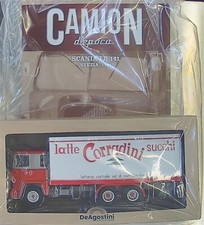 CAMION
d'epoca
SCANIA LB 141
latte Corradini succhi
DeAgostini